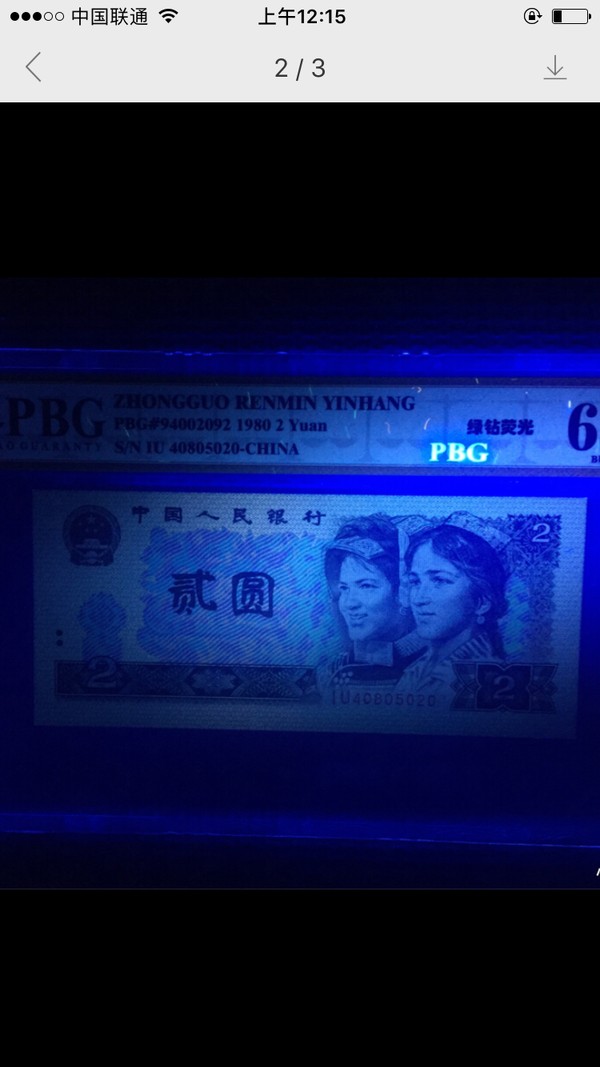 中国联通
上午12:15
2 / 3
PBG
ZHONGGUO RENMIN YINHANG
PBG#94002092 1980 2 Yuan
S/N IU 40805020-CHINA
绿钻荧光
PBG
6
GUARANTY
中国人民银行
2
贰圆
IU40805020
2
2